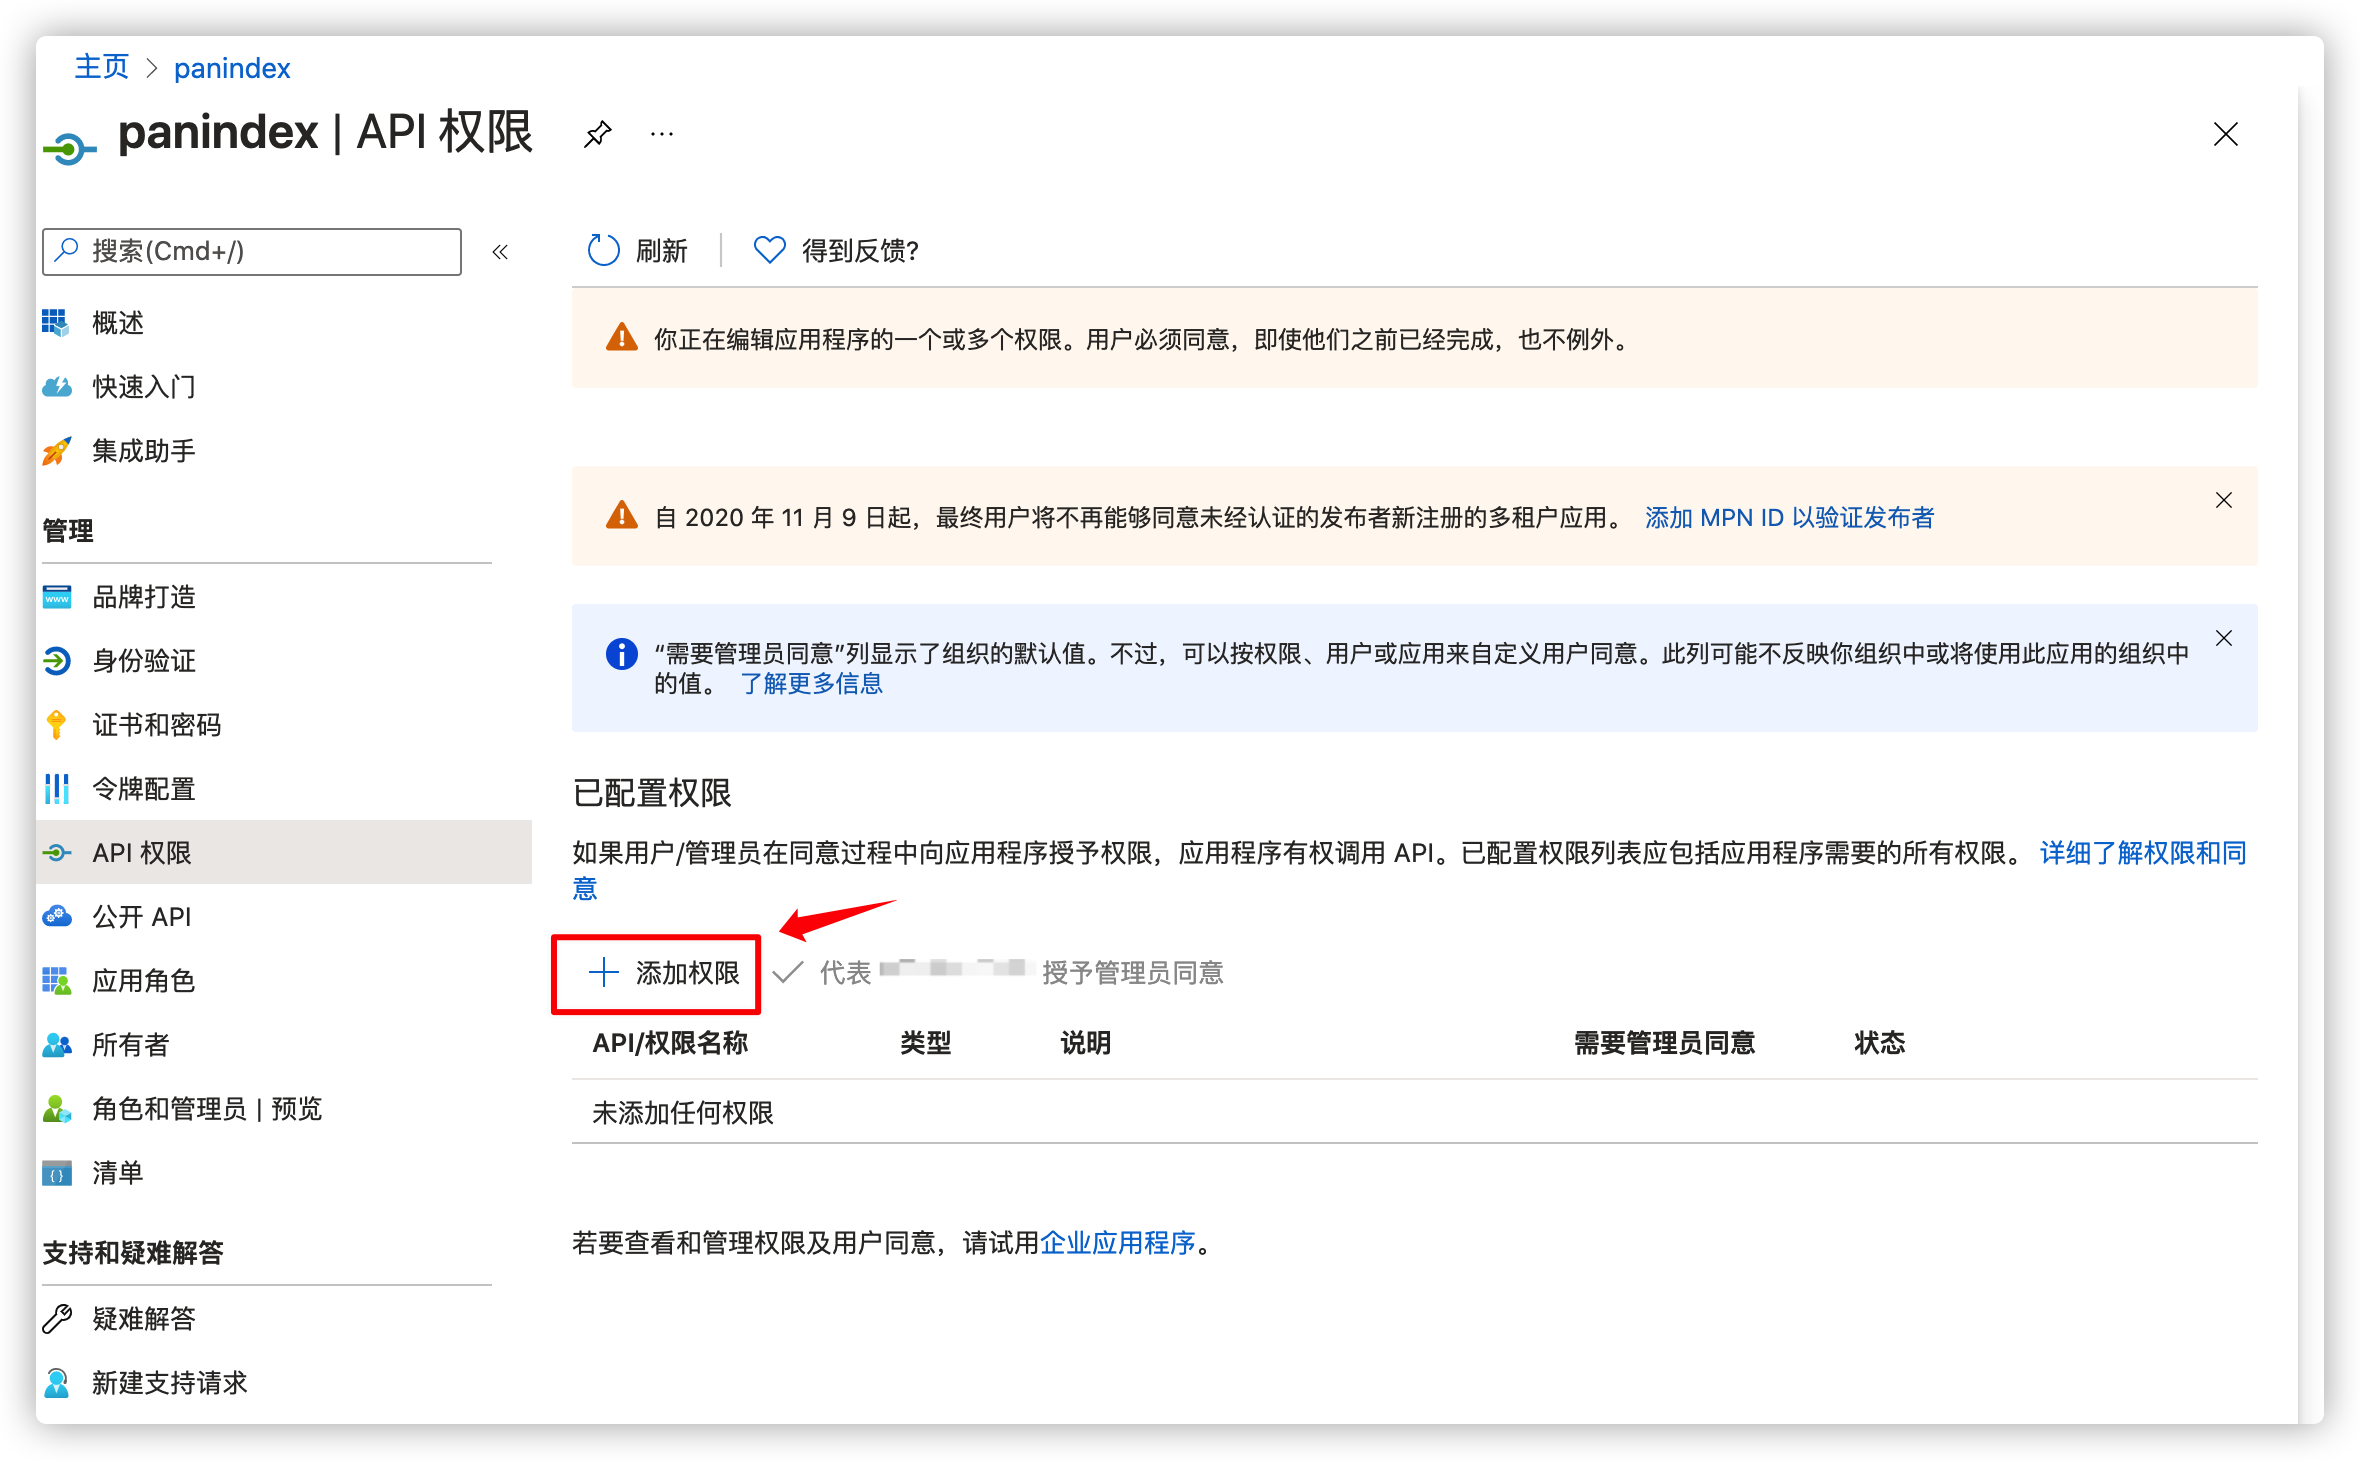 主页 > panindex
panindex | API 权限
搜索(Cmd+/)
概述
快速入门
集成助手
管理
品牌打造
身份验证
证书和密码
令牌配置
API 权限
公开 API
应用角色
所有者
角色和管理员 | 预览
清单
支持和疑难解答
疑难解答
新建支持请求
刷新
得到反馈?
你正在编辑应用程序的一个或多个权限。用户必须同意，即使他们之前已经完成，也不例外。
自 2020 年 11 月 9 日起，最终用户将不再能够同意未经认证的发布者新注册的多租户应用。 添加 MPN ID 以验证发布者
“需要管理员同意”列显示了组织的默认值。不过，可以按权限、用户或应用来自定义用户同意。此列可能不反映你组织中或将使用此应用的组织中
的值。 了解更多信息
已配置权限
如果用户/管理员在同意过程中向应用程序授予权限，应用程序有权调用 API。已配置权限列表应包括应用程序需要的所有权限。 详细了解权限和同
意
添加权限
代表 授予管理员同意
API/权限名称 类型 说明 需要管理员同意 状态
未添加任何权限
若要查看和管理权限及用户同意，请试用企业应用程序。